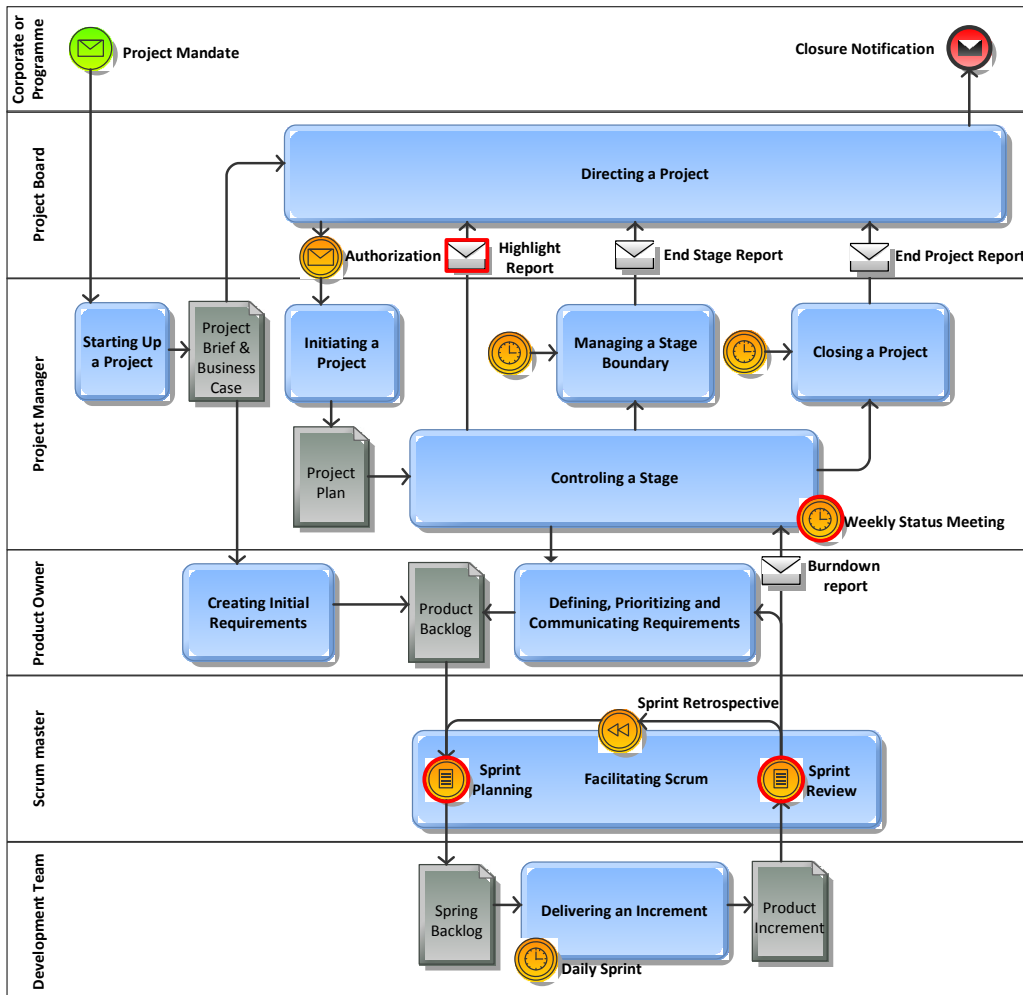 Corporate or
Programme
Project Mandate
Closure Notification
Project Board
Directing a Project
Authorization
Highlight
Report
End Stage Report
End Project Report
Project Manager
Starting Up
a Project
Project
Brief &
Business
Case
Initiating a
Project
Managing a Stage
Boundary
Closing a Project
Project
Plan
Controling a Stage
Weekly Status Meeting
Product Owner
Burndown
report
Creating Initial
Requirements
Product
Backlog
Defining, Prioritizing and
Communicating Requirements
Scrum master
Sprint Retrospective
Sprint
Planning
Facilitating Scrum
Sprint
Review
Development Team
Spring
Backlog
Delivering an Increment
Product
Increment
Daily Sprint